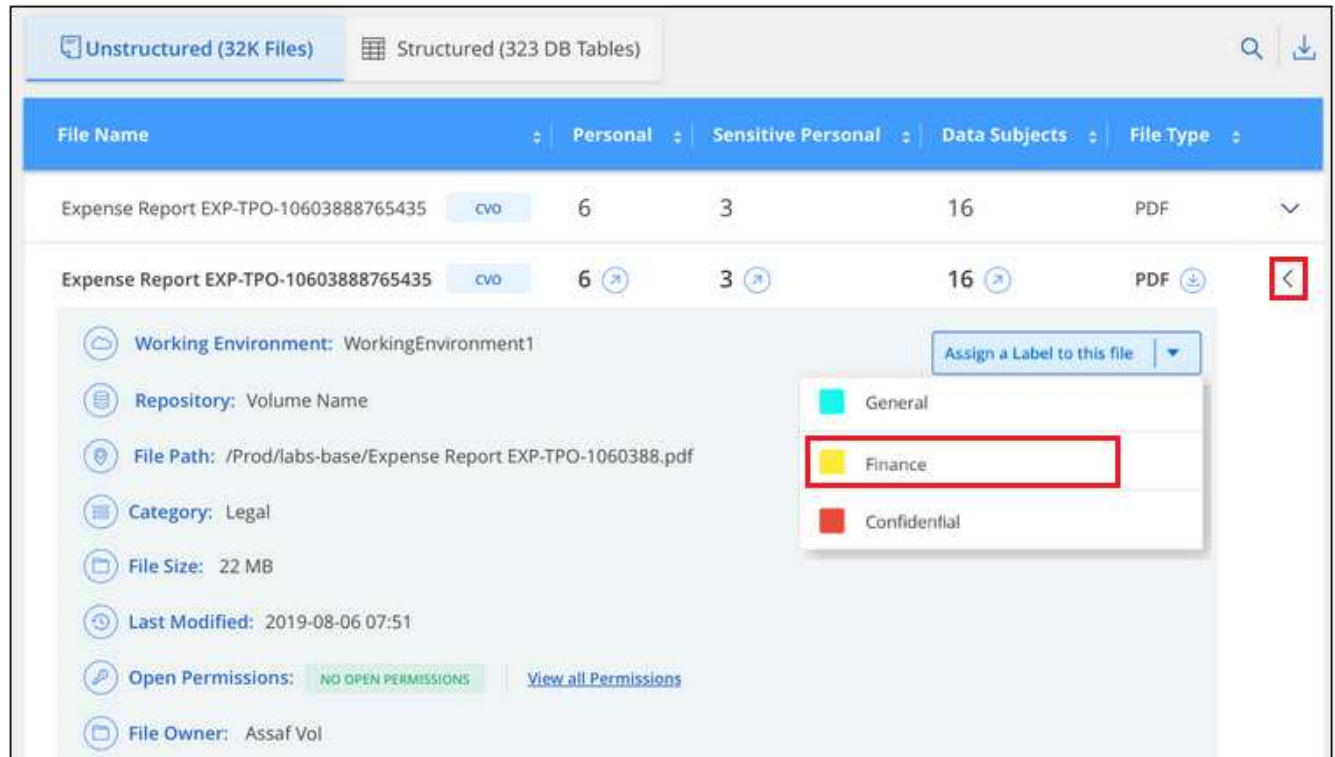 Unstructured (32K Files) Structured (323 DB Tables)
File Name Personal Sensitive Personal Data Subjects File Type
Expense Report EXP-TPO-10603888765435 CVO 6 3 16 PDF
Expense Report EXP-TPO-10603888765435 CVO 6 3 16 PDF
Working Environment: WorkingEnvironment1 Assign a Label to this file
Repository: Volume Name General
File Path: /Prod/labs-base/Expense Report EXP-TPO-1060388.pdf Finance
Category: Legal Confidential
File Size: 22 MB
Last Modified: 2019-08-06 07:51
Open Permissions: NO OPEN PERMISSIONS View all Permissions
File Owner: Assaf Vol